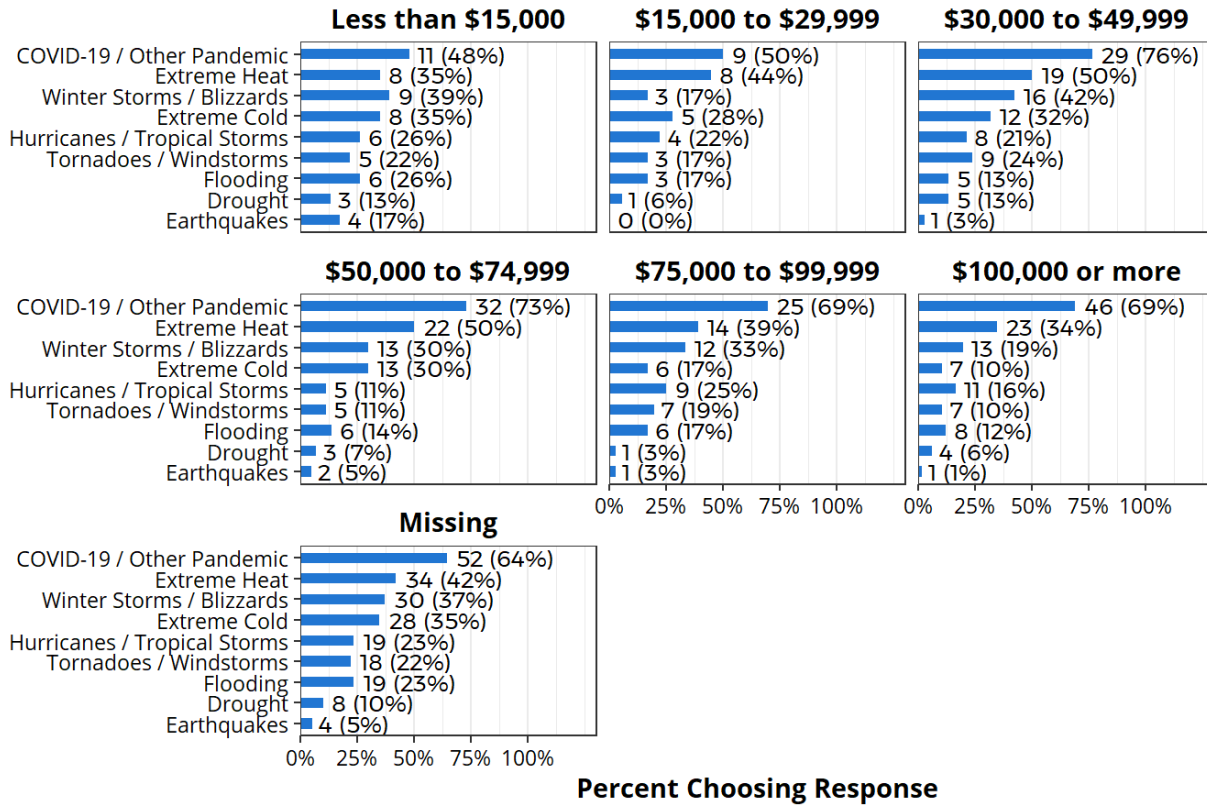 Less than $15,000 $15,000 to $29,999 $30,000 to $49,999
COVID-19 / Other Pandemic 11 (48%) 9 (50%) 29 (76%)
Extreme Heat 8 (35%) 8 (44%) 19 (50%)
Winter Storms / Blizzards 9 (39%) 3 (17%) 16 (42%)
Extreme Cold 8 (35%) 5 (28%) 12 (32%)
Hurricanes / Tropical Storms 6 (26%) 4 (22%) 8 (21%)
Tornadoes / Windstorms 5 (22%) 3 (17%) 9 (24%)
Flooding 6 (26%) 3 (17%) 5 (13%)
Drought 3 (13%) 1 (6%) 5 (13%)
Earthquakes 4 (17%) 0 (0%) 1 (3%)
$50,000 to $74,999 $75,000 to $99,999 $100,000 or more
COVID-19 / Other Pandemic 32 (73%) 25 (69%) 46 (69%)
Extreme Heat 22 (50%) 14 (39%) 23 (34%)
Winter Storms / Blizzards 13 (30%) 12 (33%) 13 (19%)
Extreme Cold 13 (30%) 6 (17%) 7 (10%)
Hurricanes / Tropical Storms 5 (11%) 9 (25%) 11 (16%)
Tornadoes / Windstorms 5 (11%) 7 (19%) 7 (10%)
Flooding 6 (14%) 6 (17%) 8 (12%)
Drought 3 (7%) 1 (3%) 4 (6%)
Earthquakes 2 (5%) 1 (3%) 1 (1%)
0% 25% 50% 75% 100% 0% 25% 50% 75% 100%
Missing
COVID-19 / Other Pandemic 52 (64%)
Extreme Heat 34 (42%)
Winter Storms / Blizzards 30 (37%)
Extreme Cold 28 (35%)
Hurricanes / Tropical Storms 19 (23%)
Tornadoes / Windstorms 18 (22%)
Flooding 19 (23%)
Drought 8 (10%)
Earthquakes 4 (5%)
0% 25% 50% 75% 100%
Percent Choosing Response